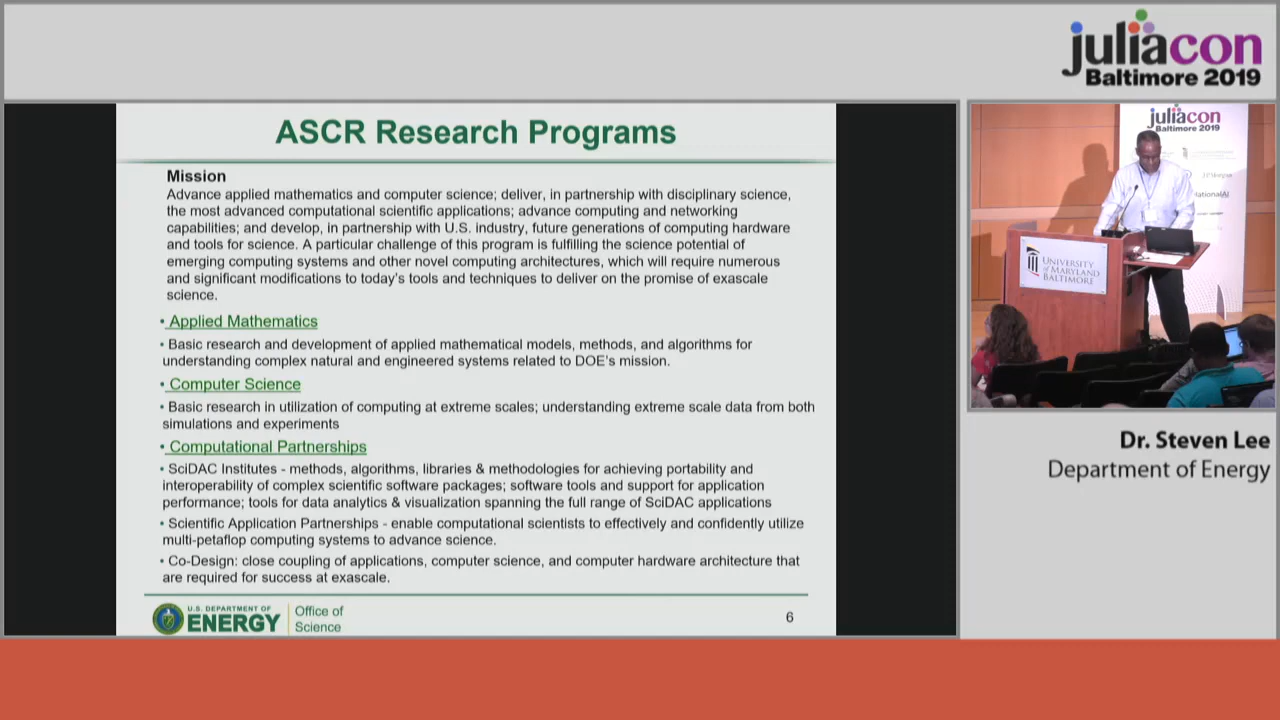 juliacon
Baltimore 2019
ASCR Research Programs
Mission
Advance applied mathematics and computer science; deliver, in partnership with disciplinary science,
the most advanced computational scientific applications; advance computing and networking
capabilities; and develop, in partnership with U.S. industry, future generations of computing hardware
and tools for science. A particular challenge of this program is fulfilling the science potential of
emerging computing systems and other novel computing architectures, which will require numerous
and significant modifications to today's tools and techniques to deliver on the promise of exascale
science.
• Applied Mathematics
• Basic research and development of applied mathematical models, methods, and algorithms for
understanding complex natural and engineered systems related to DOE's mission.
• Computer Science
• Basic research in utilization of computing at extreme scales; understanding extreme scale data from both
simulations and experiments
• Computational Partnerships
• SciDAC Institutes - methods, algorithms, libraries & methodologies for achieving portability and
interoperability of complex scientific software packages; software tools and support for application
performance; tools for data analytics & visualization spanning the full range of SciDAC applications
• Scientific Application Partnerships - enable computational scientists to effectively and confidently utilize
multi-petaflop computing systems to advance science.
• Co-Design: close coupling of applications, computer science, and computer hardware architecture that
are required for success at exascale.
U.S. DEPARTMENT OF
ENERGY
Office of
Science
6
juliacon
Baltimore 2019
UNIVERSITY
of MARYLAND
BALTIMORE
Dr. Steven Lee
Department of Energy